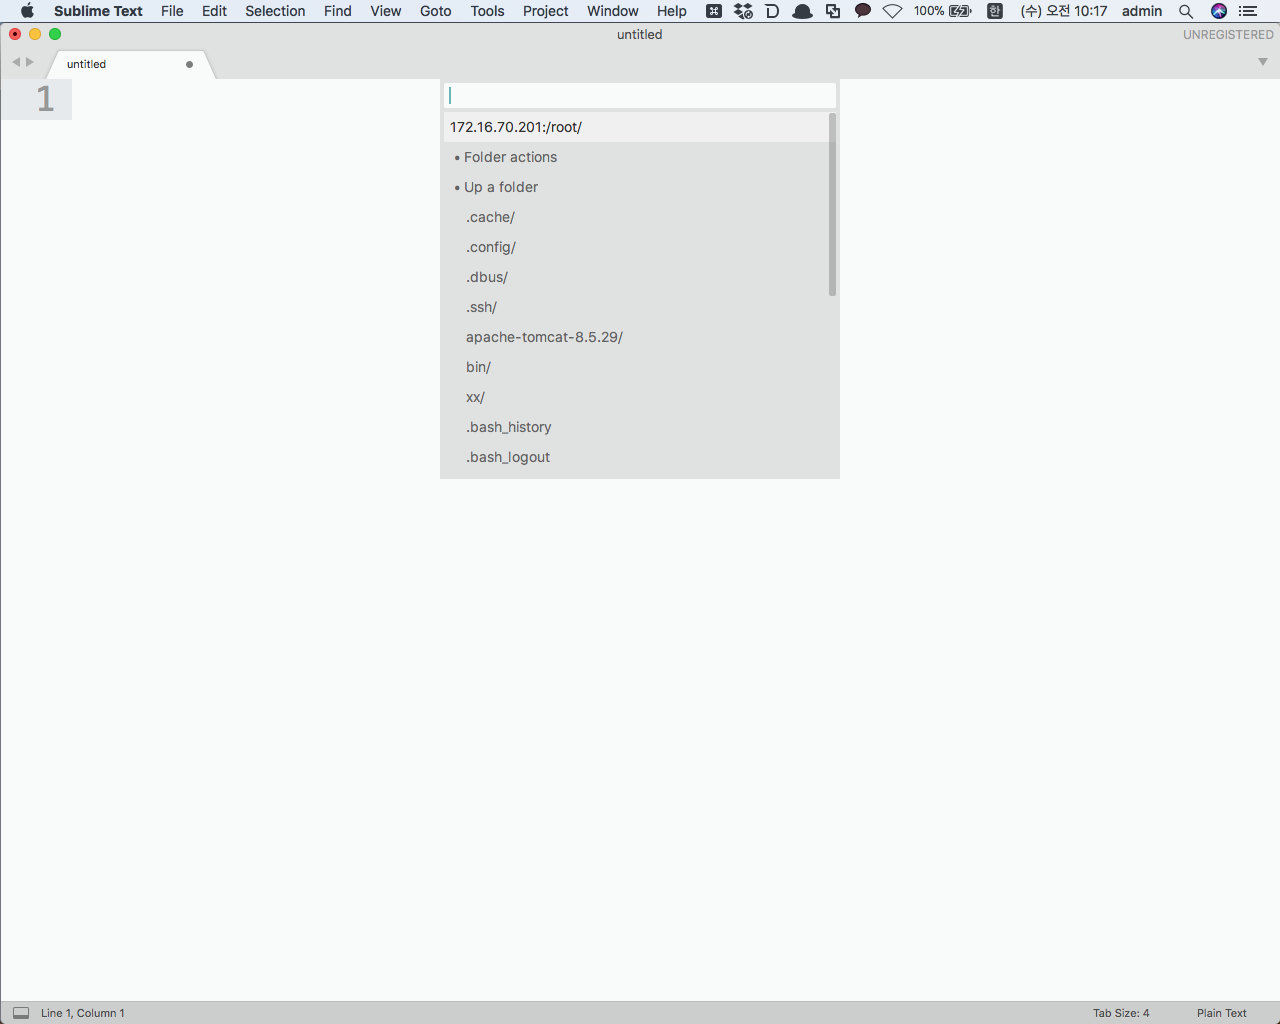 Sublime Text File Edit Selection Find View Goto Tools Project Window Help 100% 한 (수) 오전 10:17 admin
untitled UNREGISTERED
untitled
1
172.16.70.201:/root/
• Folder actions
• Up a folder
.cache/
.config/
.dbus/
.ssh/
apache-tomcat-8.5.29/
bin/
xx/
.bash_history
.bash_logout
Line 1, Column 1 Tab Size: 4 Plain Text